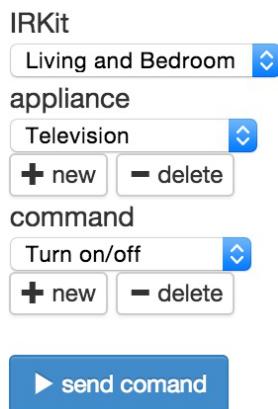 IRKit
Living and Bedroom
appliance
Television
new delete
command
Turn on/off
new delete
send comand